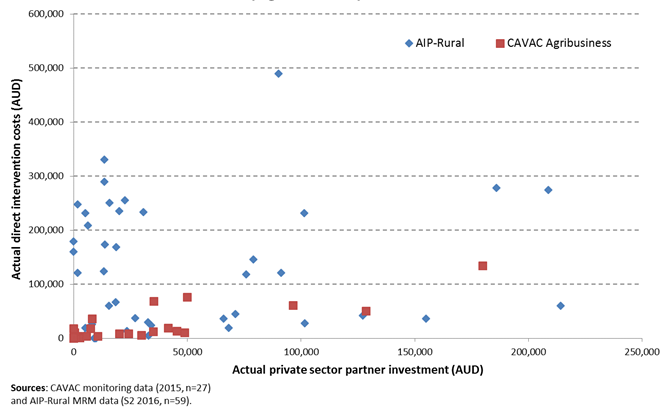 600,000
AIP-Rural
CAVAC Agribusiness
500,000
400,000
300,000
200,000
100,000
0
Actual direct intervention costs (AUD)
0
50,000
100,000
150,000
200,000
250,000
Actual private sector partner investment (AUD)
Sources: CAVAC monitoring data (2015, n=27)
and AIP-Rural MRM data (S2 2016, n=59).